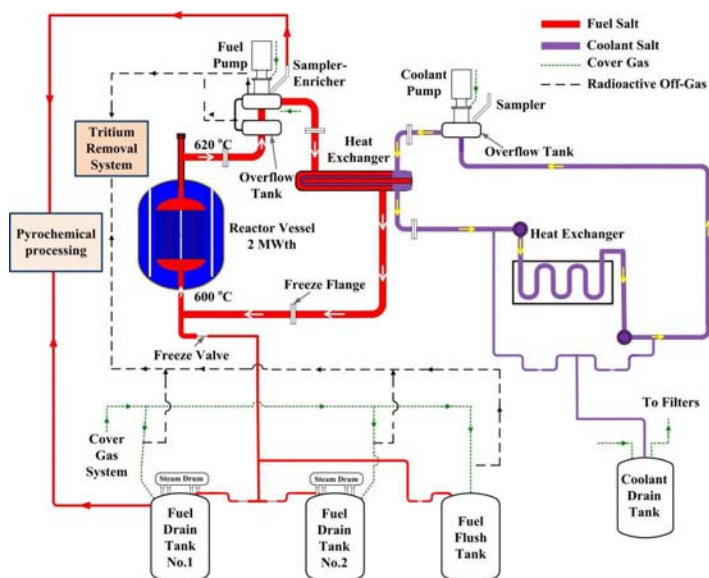 Fuel
Pump
Sampler-
Enricher
Coolant
Pump
Sampler
Overflow Tank
Fuel Salt
Coolant Salt
Cover Gas
Radioactive Off-Gas
Tritium
Removal
System
620 °C
Overflow
Tank
Heat
Exchanger
Pyrochemical
processing
Reactor Vessel
2 MWth
Heat Exchanger
600 °C
Freeze Flange
Freeze Valve
Cover
Gas
System
To Filters
Steam Drum
Steam Drum
Fuel
Drain
Tank
No.1
Fuel
Drain
Tank
No.2
Fuel
Flush
Tank
Coolant
Drain
Tank